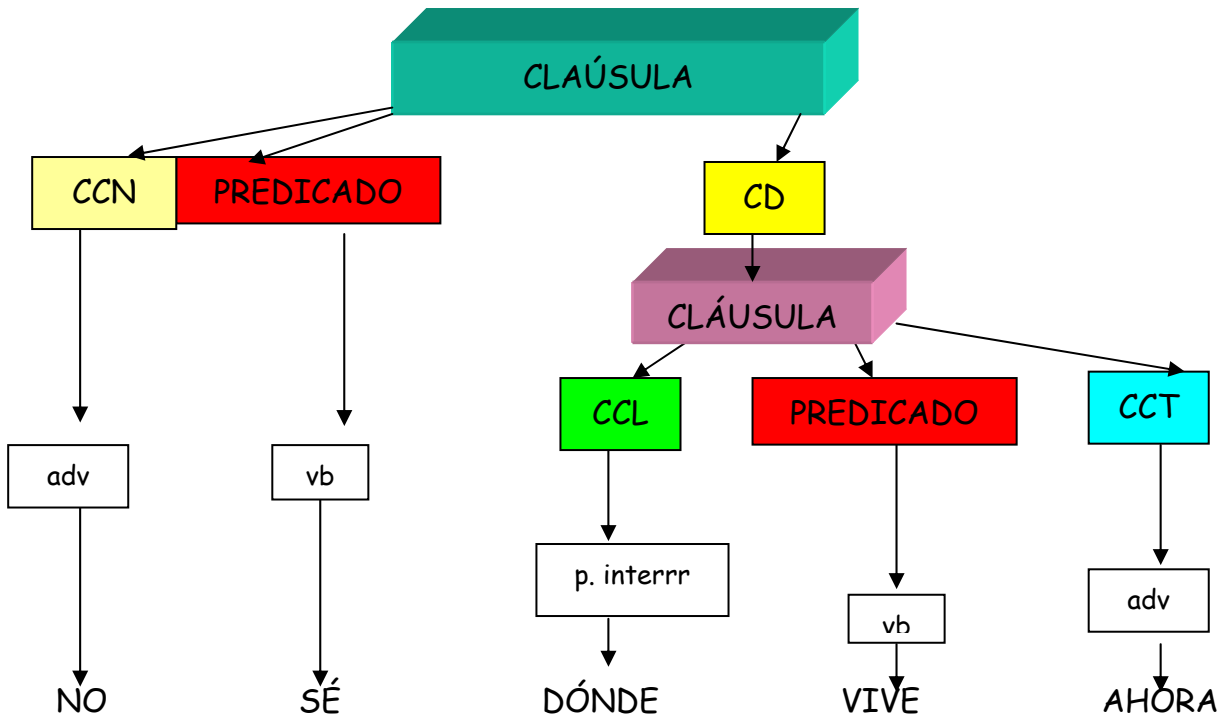 CLAÚSULA
CCN PREDICADO CD
CLÁUSULA
CCL PREDICADO CCT
adv vb
p. interrr
vb adv
NO SÉ DÓNDE VIVE AHORA